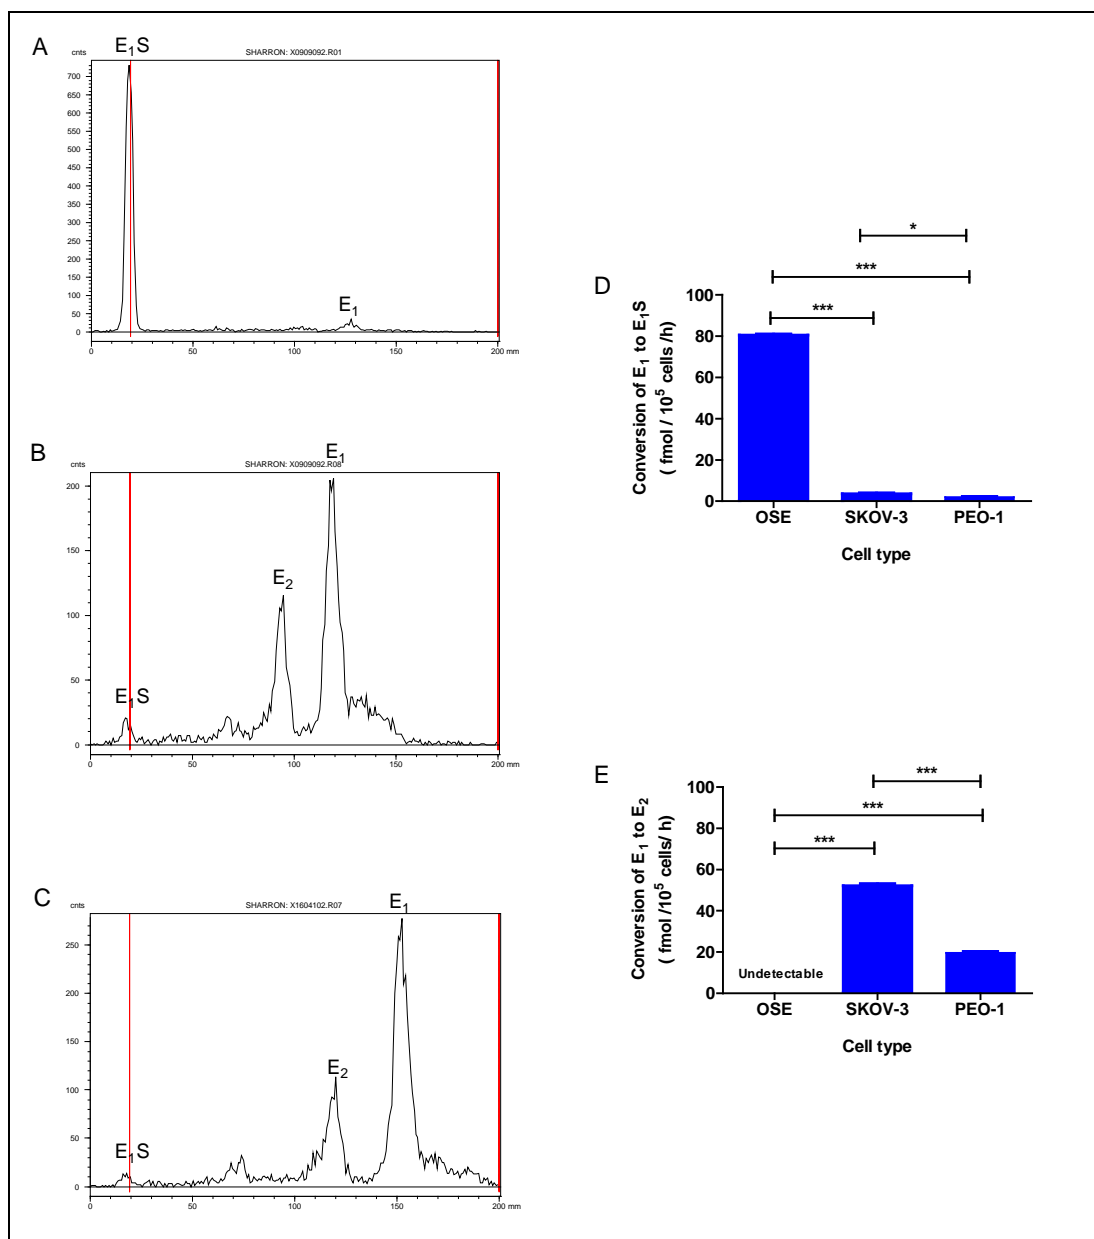 A
E₁S
cnts
SHARRON: X0909092.R01
700
650
600
550
500
450
400
350
300
250
200
150
100
50
0
E₁
0 50 100 150 200 mm
B
E₁
cnts
SHARRON: X0909092.R08
200
150
100
50
0
E₂
E₁S
0 50 100 150 200 mm
C
E₁
cnts
SHARRON: X1604102.R07
250
200
150
100
50
0
E₂
E₁S
0 50 100 150 200 mm
D
Conversion of E₁ to E₁S
( fmol / 10⁵ cells /h)
*
***
***
100
80
60
40
20
0
OSE SKOV-3 PEO-1
Cell type
E
Conversion of E₁ to E₂
( fmol /10⁵ cells/ h)
***
***
***
100
80
60
40
20
0
Undetectable
OSE SKOV-3 PEO-1
Cell type